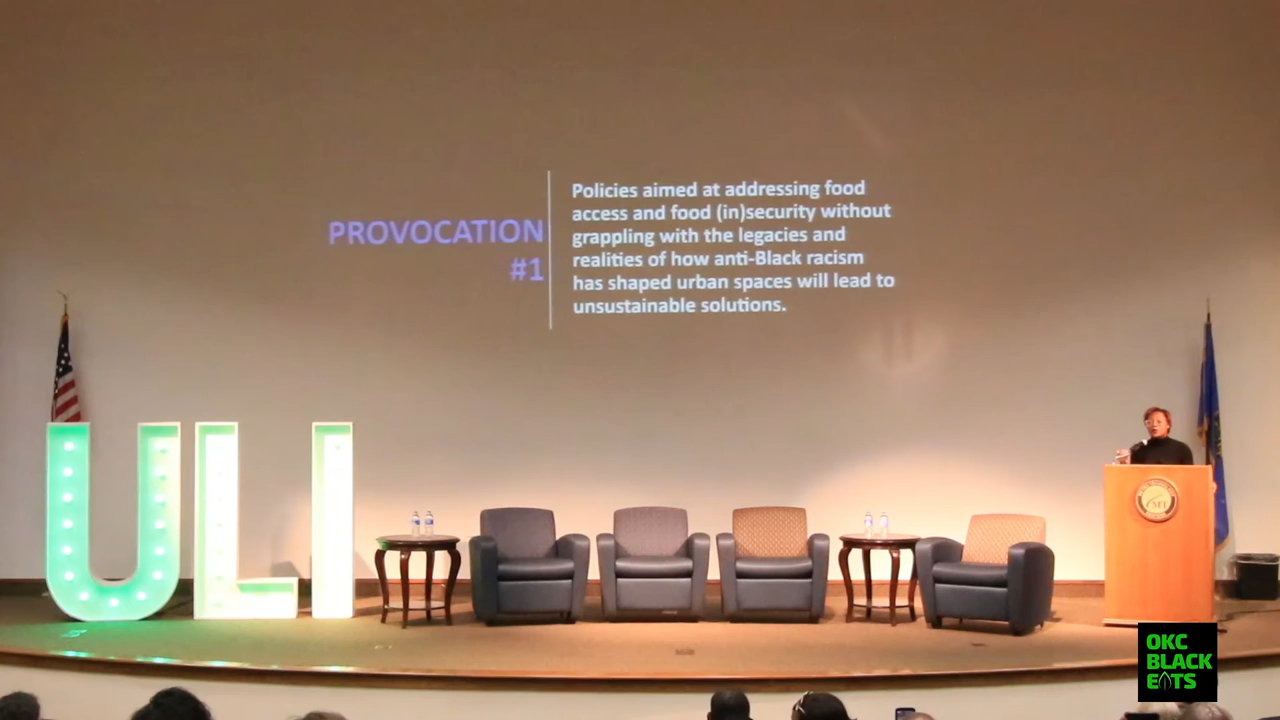 PROVOCATION
#1
Policies aimed at addressing food
access and food (in)security without
grappling with the legacies and
realities of how anti-Black racism
has shaped urban spaces will lead to
unsustainable solutions.
ULI
OKC
BLACK
EATS